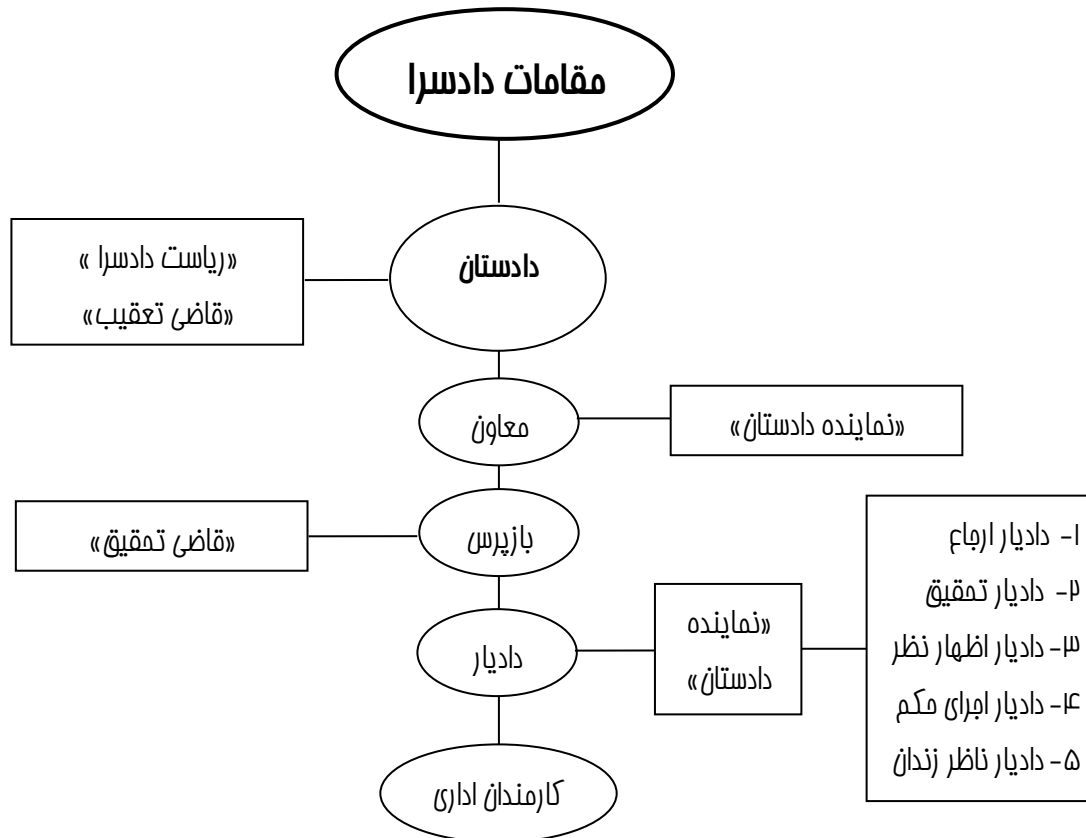 مقامات دادسرا
دادستان
«ریاست دادسرا »
«قاضی تعقیب»
معاون
«نماینده دادستان»
بازپرس
«قاضی تحقیق»
دادیار
«نماینده
دادستان»
۱- دادیار ارجاع
۲- دادیار تحقیق
۳- دادیار اظهار نظر
۴- دادیار اجرای حکم
۵- دادیار ناظر زندان
کارمندان اداری